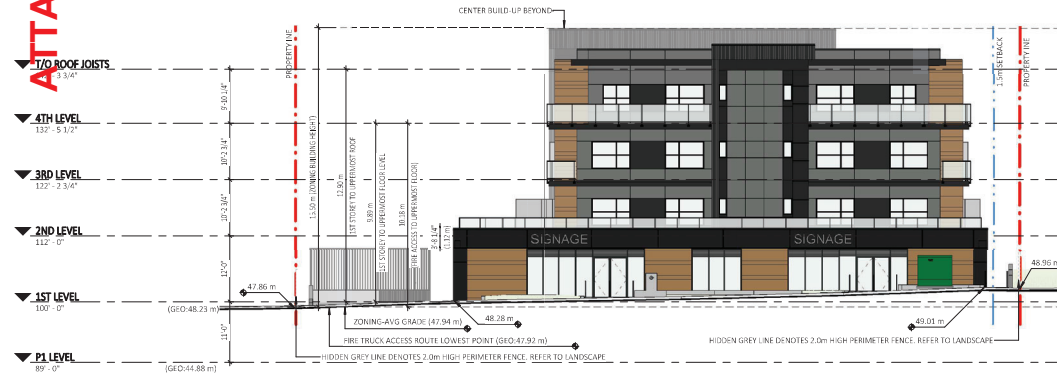 ATTA
CENTER BUILD-UP BEYOND
PROPERTY INE
1.5m SETBACK
PROPERTY INE
T/O ROOF JOISTS
3 3/4"
9'-10 1/4"
4TH LEVEL
132' - 5 1/2"
10'-2 3/4"
3RD LEVEL
122' - 2 3/4"
10'-2 3/4"
2ND LEVEL
112' - 0"
12'-0"
1ST LEVEL
100' - 0"
11'-0"
P1 LEVEL
89' - 0"
(GEO:48.23 m)
(GEO:44.88 m)
13.50 m (ZONING BUILDING HEIGHT)
12.90 m
1ST STOREY TO UPPERMOST ROOF
9.89 m
1ST STOREY TO UPPERMOST FLOOR LEVEL
10.18 m
(FIRE ACCESS TO UPPERMOST FLOOR)
3'-8 1/4"
(1.12 m)
SIGNAGE
SIGNAGE
47.86 m
48.28 m
49.01 m
48.96 m
ZONING-AVG GRADE (47.94 m)
FIRE TRUCK ACCESS ROUTE LOWEST POINT (GEO:47.92 m)
HIDDEN GREY LINE DENOTES 2.0m HIGH PERIMETER FENCE. REFER TO LANDSCAPE
HIDDEN GREY LINE DENOTES 2.0m HIGH PERIMETER FENCE. REFER TO LANDSCAPE